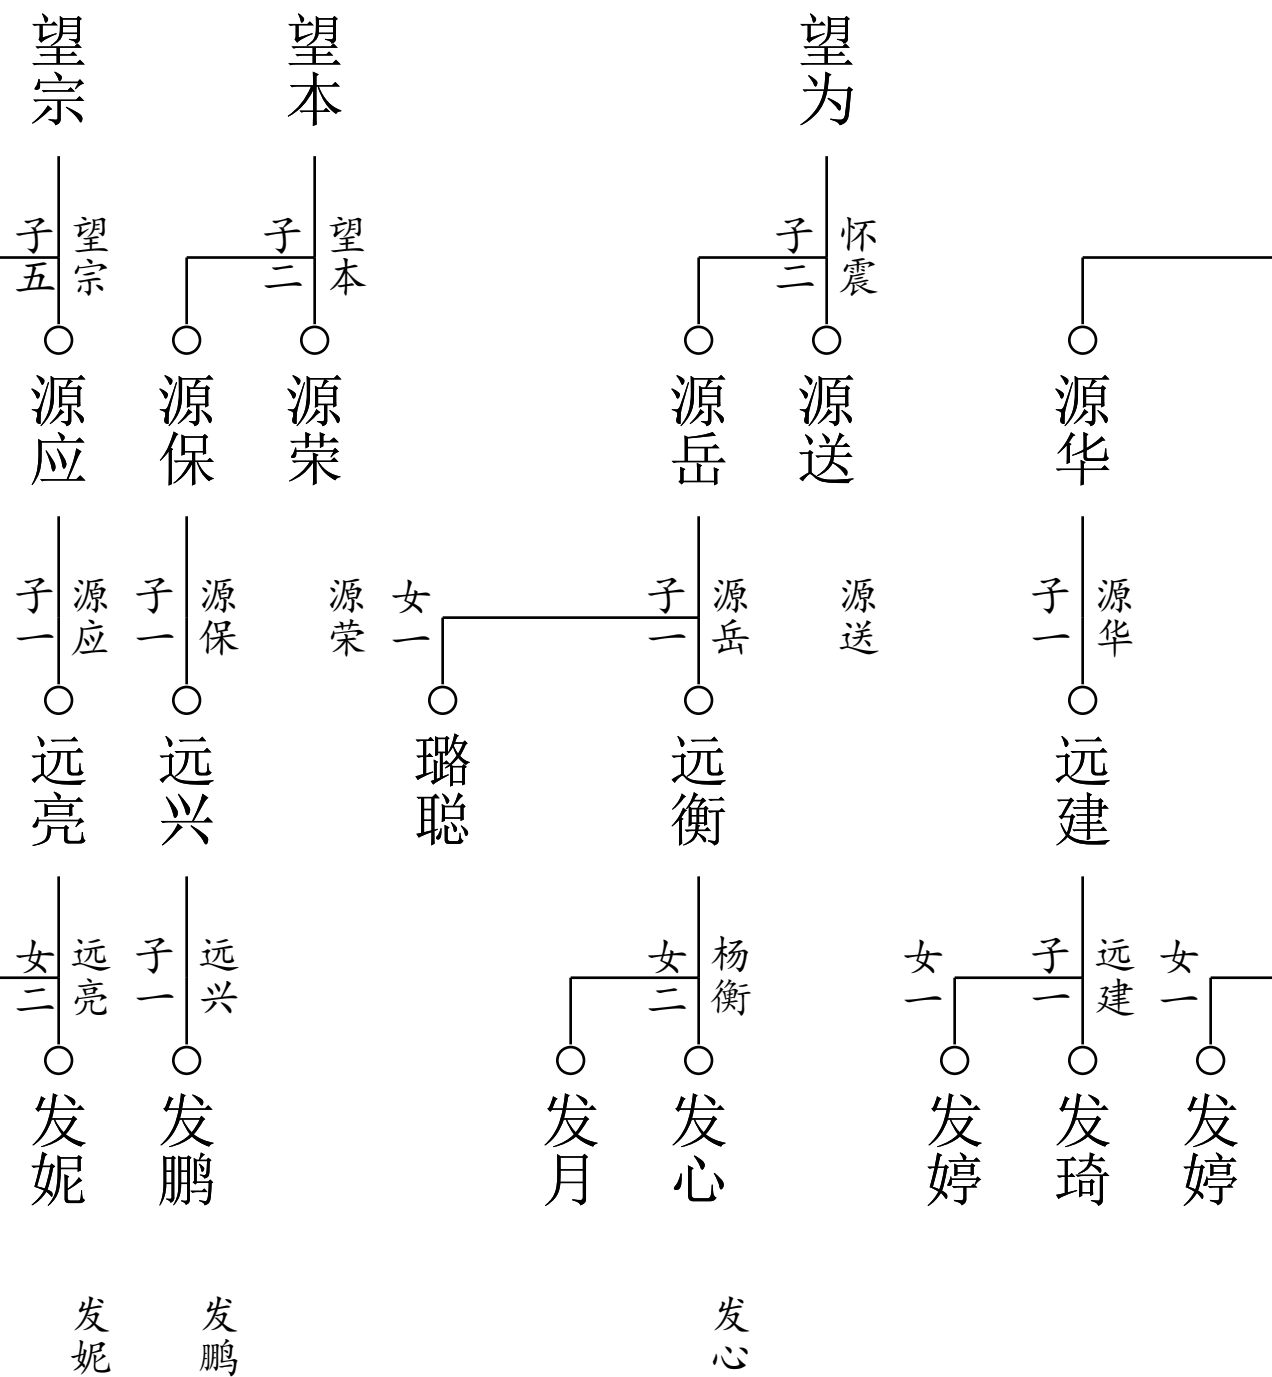 望宗
望本
望为
子五
望宗
子二
望本
子二
怀震
源应
源保
源荣
源岳
源送
源华
子一
源应
子一
源保
源荣
女一
子一
源岳
源送
子一
源华
远亮
远兴
璐聪
远衡
远建
女二
远亮
子一
远兴
女二
杨衡
女一
子一
远建
女一
发妮
发鹏
发月
发心
发婷
发琦
发婷
发妮
发鹏
发心